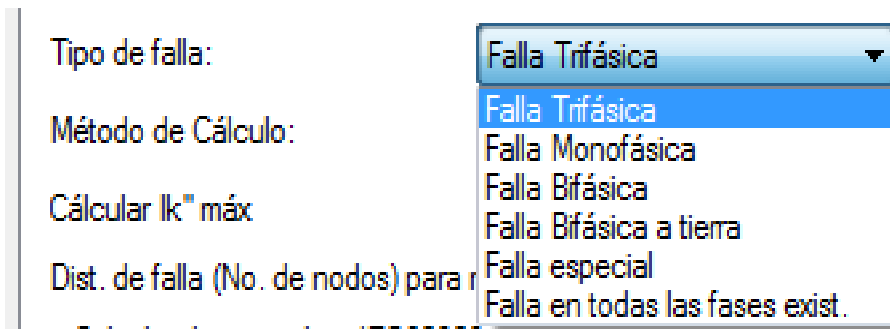 Tipo de falla:
Falla Trifásica
Falla Trifásica
Método de Cálculo:
Falla Monofásica
Falla Bifásica
Cálcular Ik" máx
Falla Bifásica a tierra
Dist. de falla (No. de nodos) para
Falla especial
Falla en todas las fases exist.